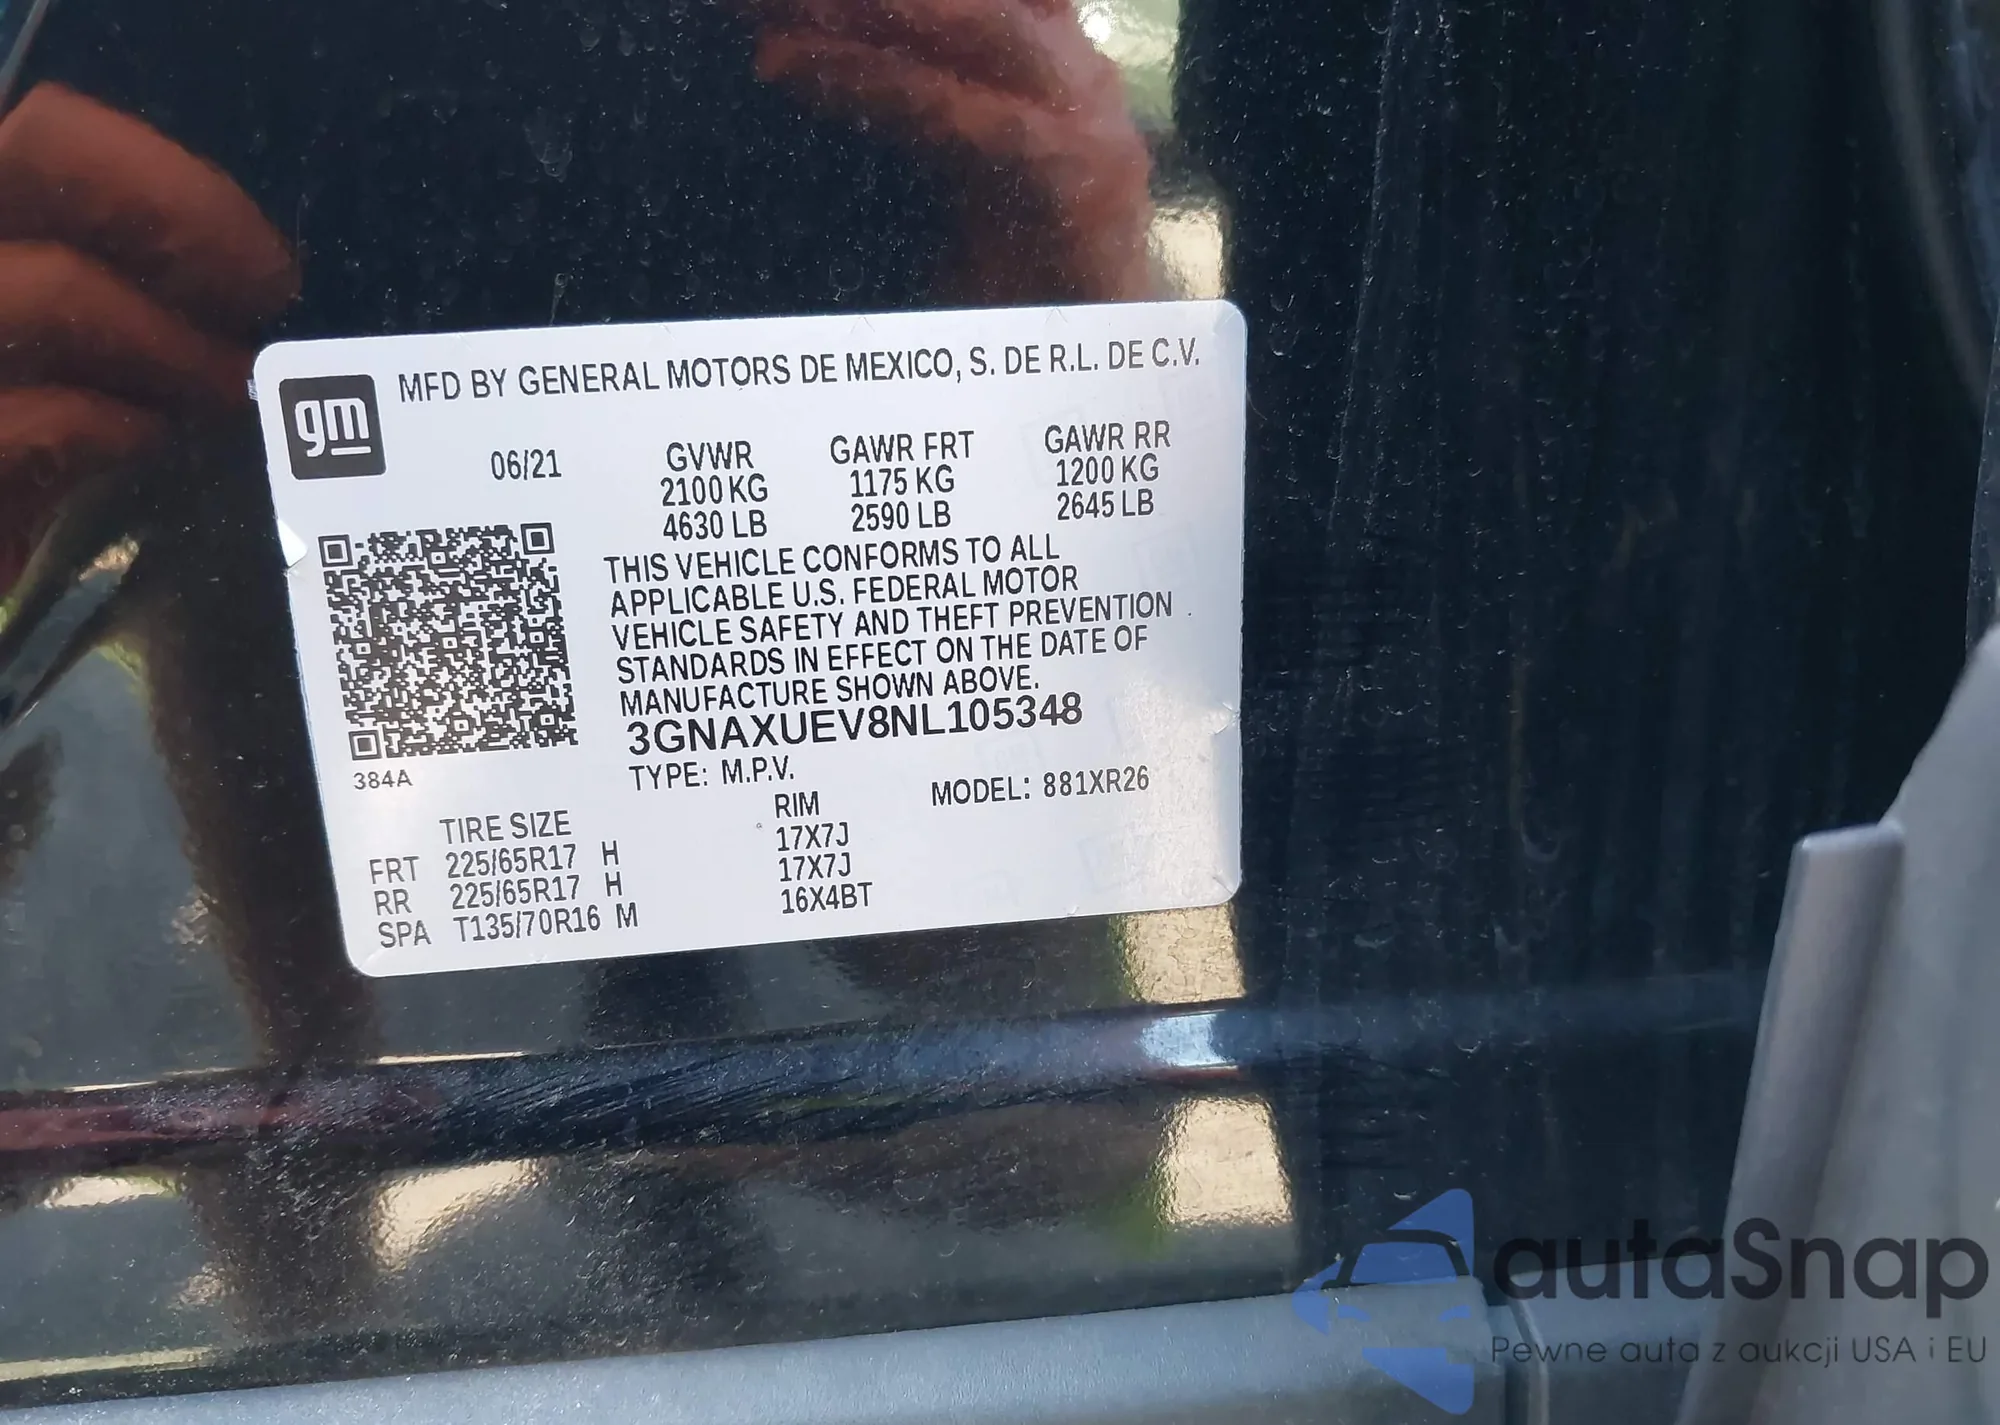 gm
MFD BY GENERAL MOTORS DE MEXICO, S. DE R.L. DE C.V.
06/21 GVWR GAWR FRT GAWR RR
2100 KG 1175 KG 1200 KG
4630 LB 2590 LB 2645 LB
THIS VEHICLE CONFORMS TO ALL
APPLICABLE U.S. FEDERAL MOTOR
VEHICLE SAFETY AND THEFT PREVENTION
STANDARDS IN EFFECT ON THE DATE OF
MANUFACTURE SHOWN ABOVE.
3GNAXUEV8NL105348
384A
TYPE: M.P.V. MODEL: 881XR26
TIRE SIZE RIM
FRT 225/65R17 H 17X7J
RR 225/65R17 H 17X7J
SPA T135/70R16 M 16X4BT
autaSnap
Pewne auta z aukcji USA i EU